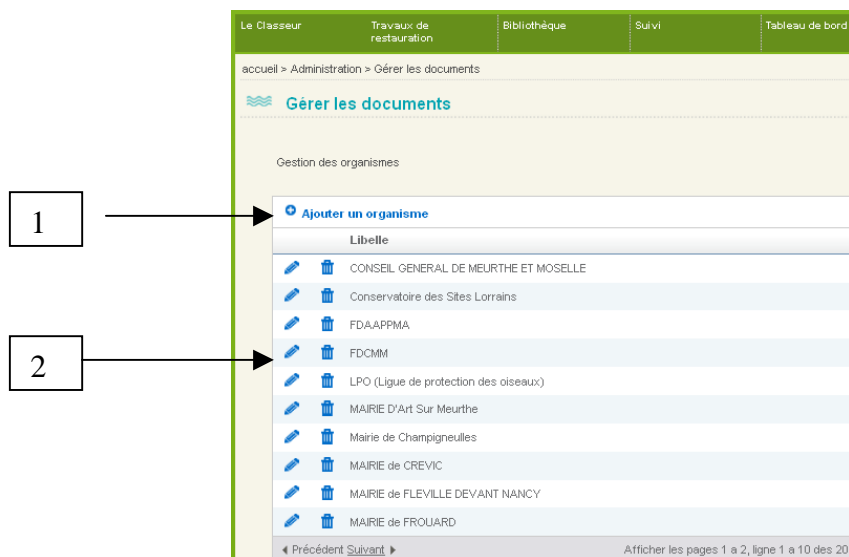 Le Classeur
Travaux de
restauration
Bibliothèque
Suivi
Tableau de bord
accueil > Administration > Gérer les documents
Gérer les documents
Gestion des organismes
1
Ajouter un organisme
Libelle
CONSEIL GENERAL DE MEURTHE ET MOSELLE
Conservatoire des Sites Lorrains
FDAAPPMA
2
FDCMM
LPO (Ligue de protection des oiseaux)
MAIRIE D'Art Sur Meurthe
Mairie de Champigneulles
MAIRIE de CREVIC
MAIRIE de FLEVILLE DEVANT NANCY
MAIRIE de FROUARD
Précédent Suivant
Afficher les pages 1 a 2, ligne 1 a 10 des 20